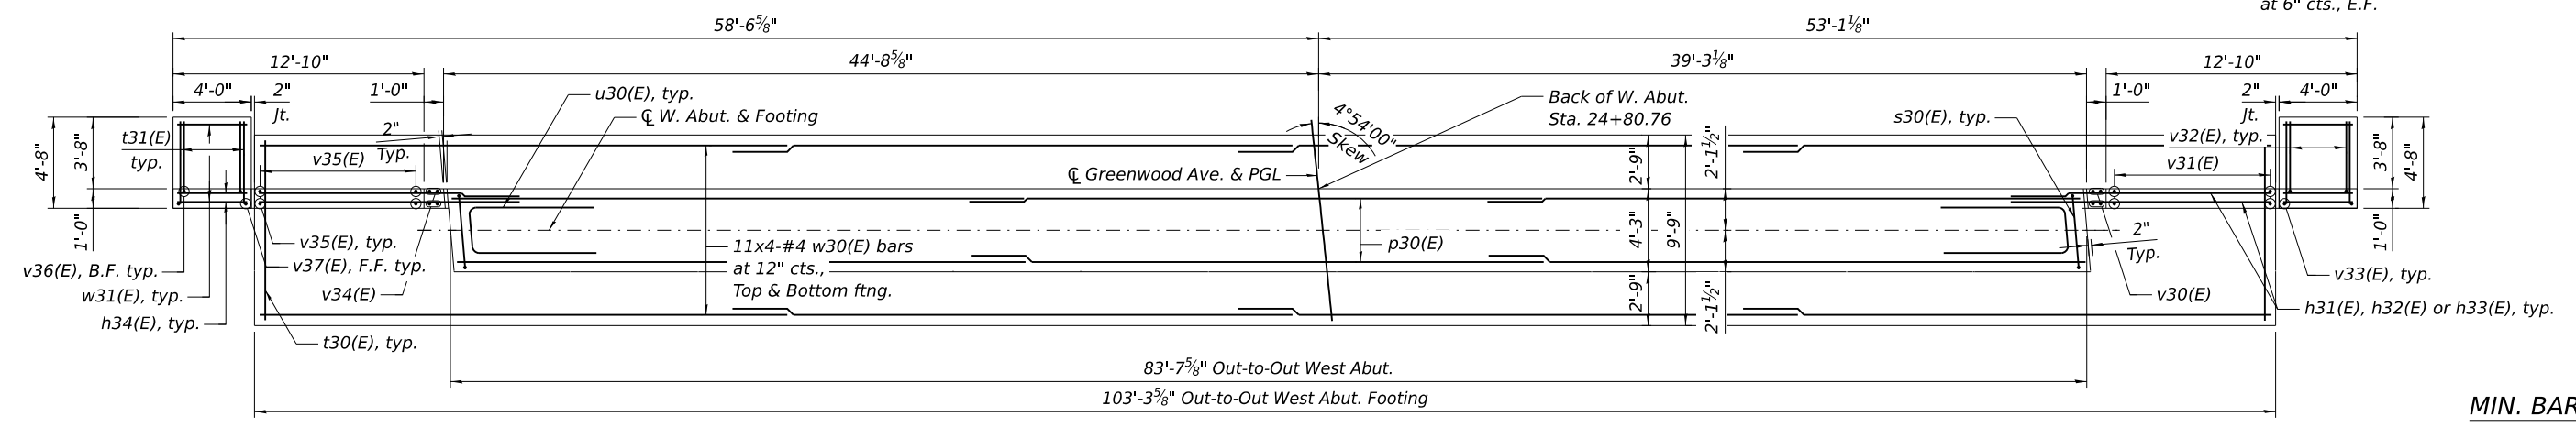 at 6" cts., E.F.
58'-6⅝"
53'-1⅛"
12'-10"
44'-8⅝"
39'-3⅛"
12'-10"
4'-0"
2"
Jt.
1'-0"
u30(E), typ.
℄ W. Abut. & Footing
4°54'00"
Skew
Back of W. Abut.
Sta. 24+80.76
s30(E), typ.
1'-0"
2"
Jt.
4'-0"
4'-8"
3'-8"
t31(E)
typ.
v35(E)
2"
Typ.
℄ Greenwood Ave. & PGL
2'-9"
2'-1½"
v32(E), typ.
v31(E)
3'-8"
4'-8"
1'-0"
v35(E), typ.
v37(E), F.F. typ.
v36(E), B.F. typ.
w31(E), typ.
v34(E)
h34(E), typ.
t30(E), typ.
11x4-#4 w30(E) bars
at 12" cts.,
Top & Bottom ftng.
p30(E)
4'-3"
9'-9"
2'-9"
2'-1½"
2"
Typ.
1'-0"
v33(E), typ.
v30(E)
h31(E), h32(E) or h33(E), typ.
83'-7⅝" Out-to-Out West Abut.
103'-3⅝" Out-to-Out West Abut. Footing
MIN. BAR